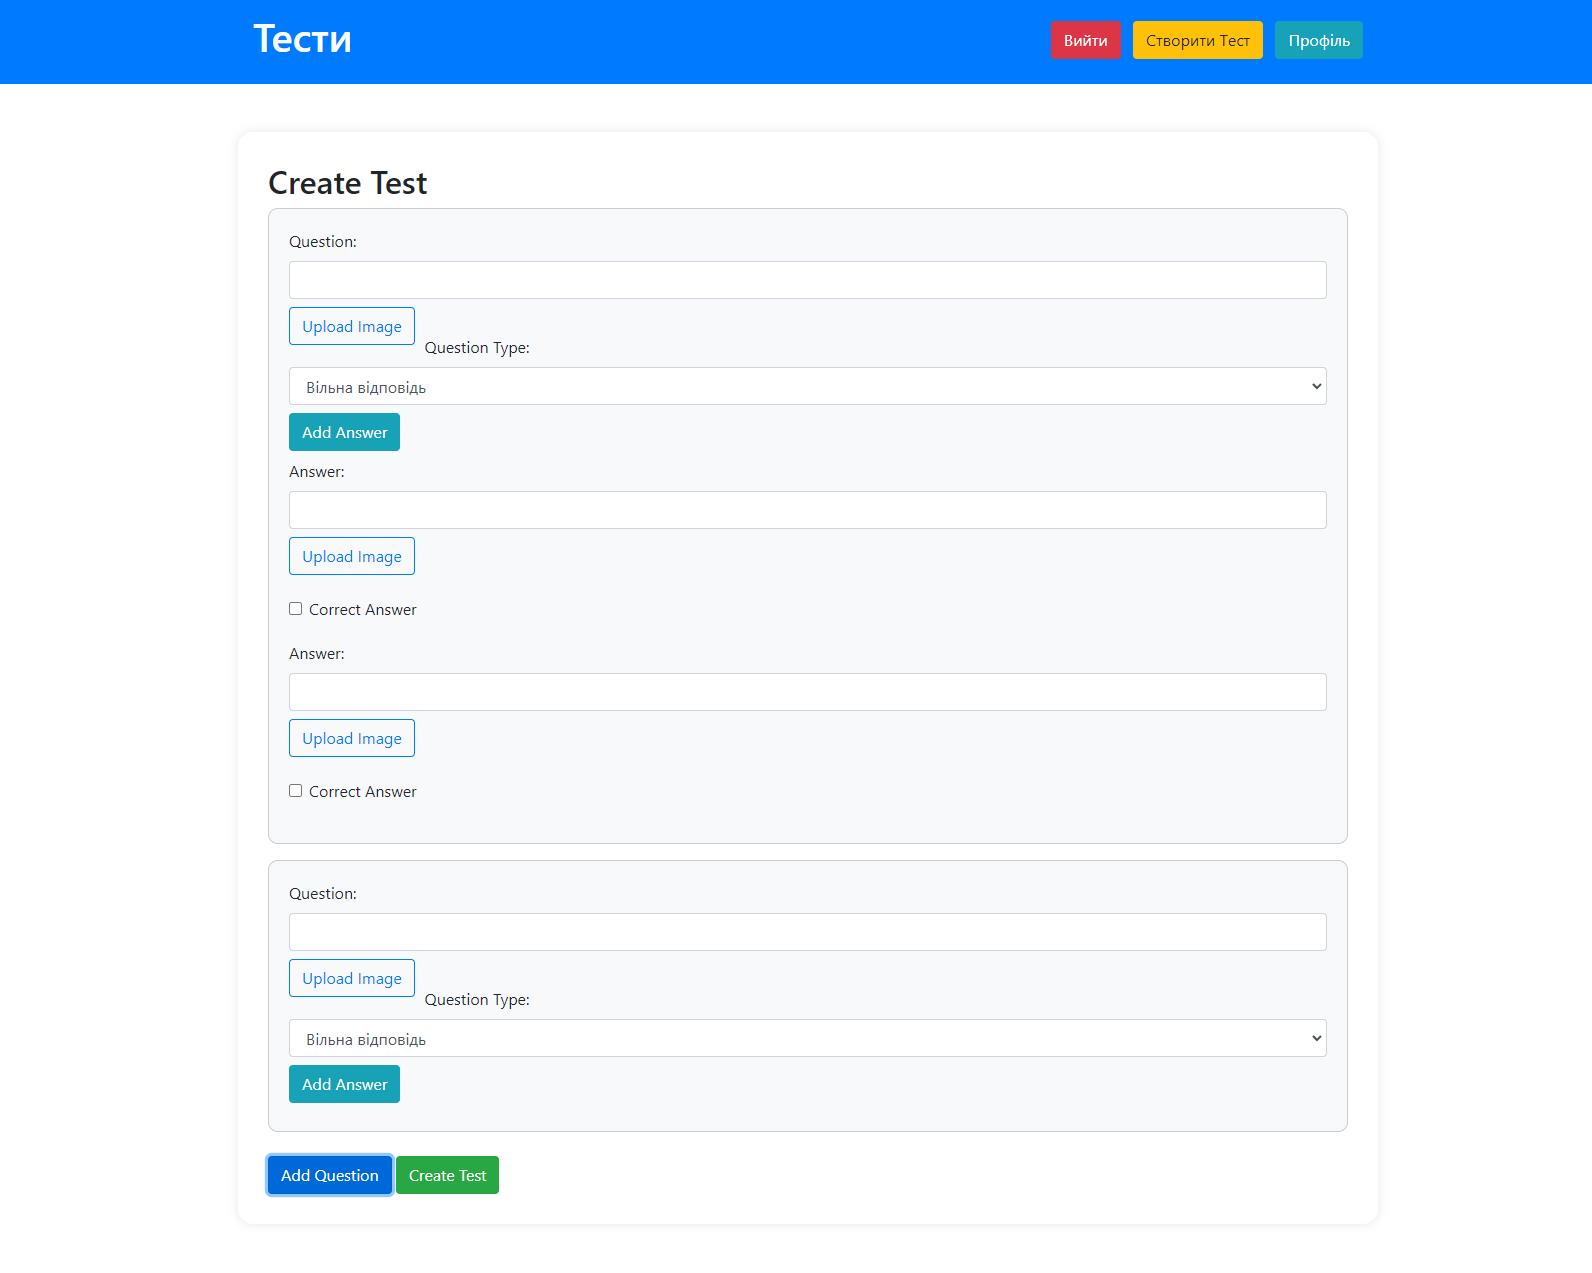 Тести
Вийти Створити Тест Профіль
Create Test
Question:
Upload Image
Question Type:
Вільна відповідь
Add Answer
Answer:
Upload Image
Correct Answer
Answer:
Upload Image
Correct Answer
Question:
Upload Image
Question Type:
Вільна відповідь
Add Answer
Add Question Create Test